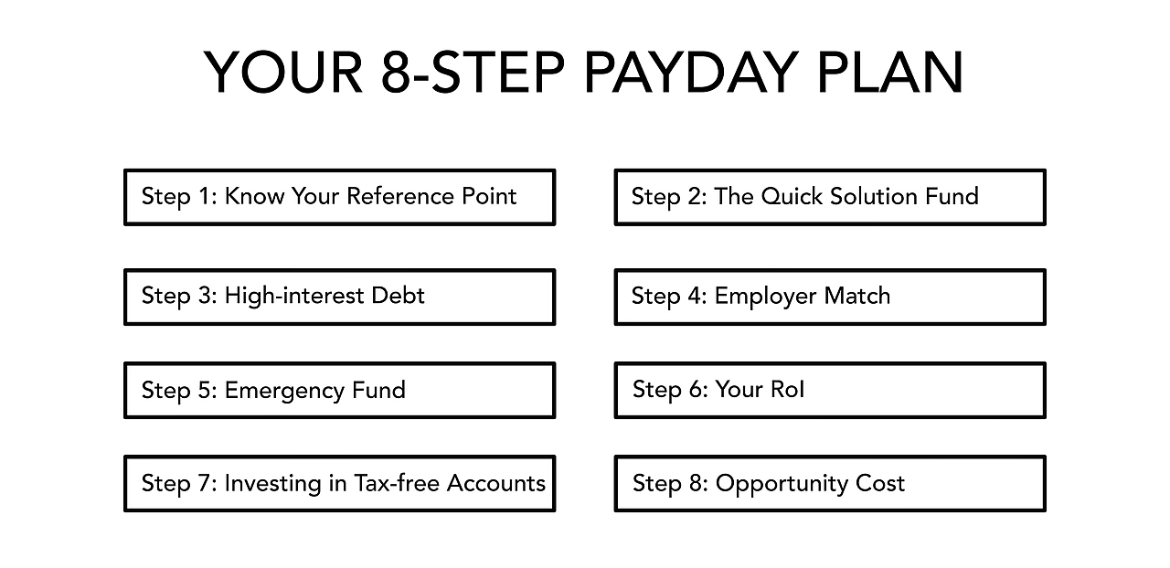 YOUR 8-STEP PAYDAY PLAN
Step 1: Know Your Reference Point
Step 2: The Quick Solution Fund
Step 3: High-interest Debt
Step 4: Employer Match
Step 5: Emergency Fund
Step 6: Your RoI
Step 7: Investing in Tax-free Accounts
Step 8: Opportunity Cost